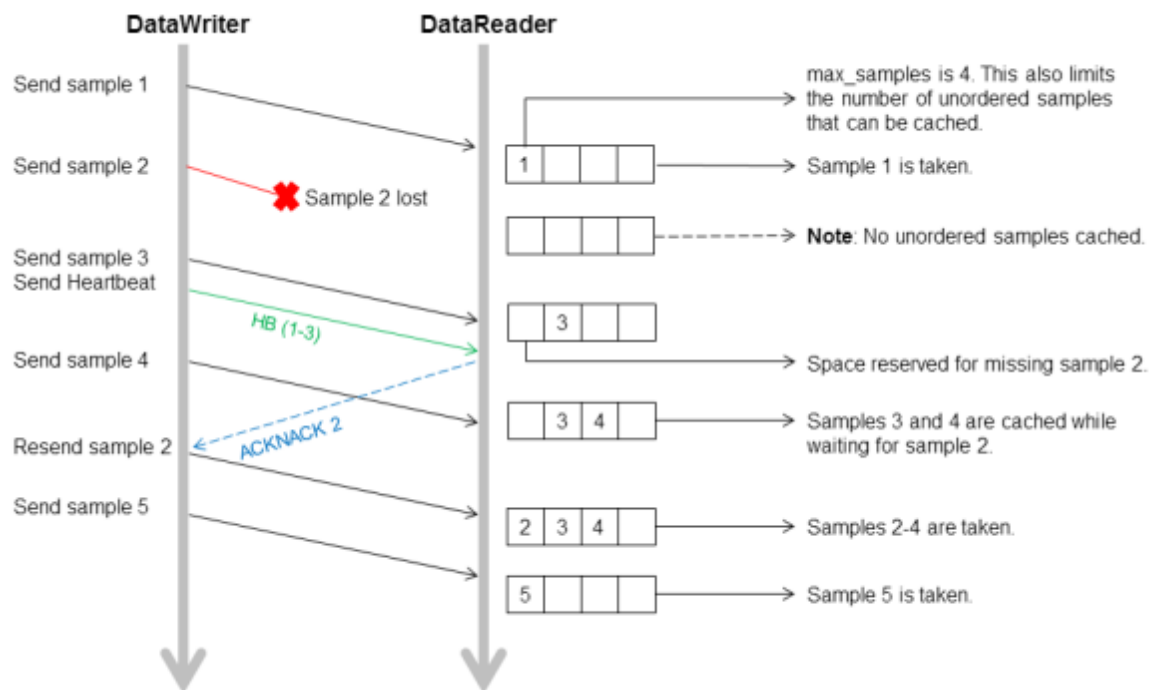 DataWriter
DataReader
Send sample 1
max_samples is 4. This also limits
the number of unordered samples
that can be cached.
1
Sample 1 is taken.
Send sample 2
Sample 2 lost
Note: No unordered samples cached.
Send sample 3
Send Heartbeat
HB (1-3)
3
Space reserved for missing sample 2.
Send sample 4
ACKNACK 2
3 4
Samples 3 and 4 are cached while
waiting for sample 2.
Resend sample 2
Send sample 5
2 3 4
Samples 2-4 are taken.
5
Sample 5 is taken.